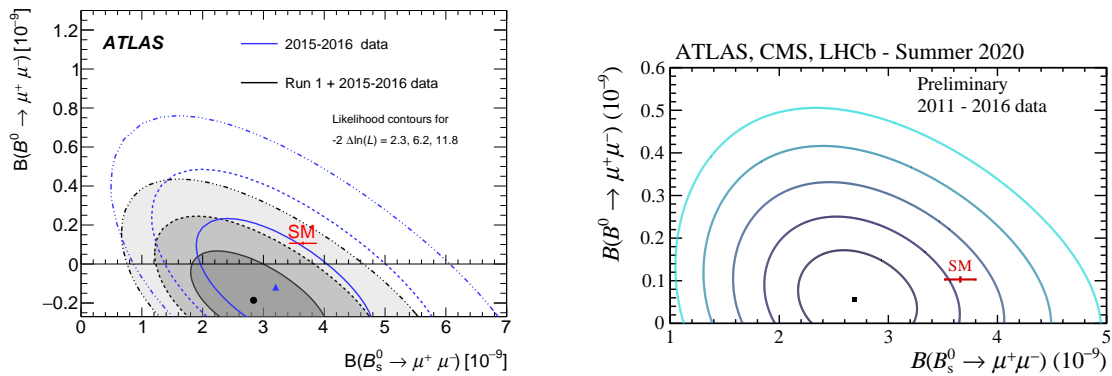 B(B⁰ → μ⁺ μ⁻) [10⁻⁹]
1.2
1
0.8
0.6
0.4
0.2
0
−0.2
ATLAS
2015-2016 data
Run 1 + 2015-2016 data
Likelihood contours for
-2 Δln(L) = 2.3, 6.2, 11.8
SM
0 1 2 3 4 5 6 7
B(B⁰ₛ → μ⁺ μ⁻) [10⁻⁹]
ATLAS, CMS, LHCb - Summer 2020
B(B⁰ → μ⁺μ⁻) (10⁻⁹)
0.6
0.5
0.4
0.3
0.2
0.1
0
Preliminary
2011 - 2016 data
SM
1 2 3 4 5
B(B⁰ₛ → μ⁺μ⁻) (10⁻⁹)